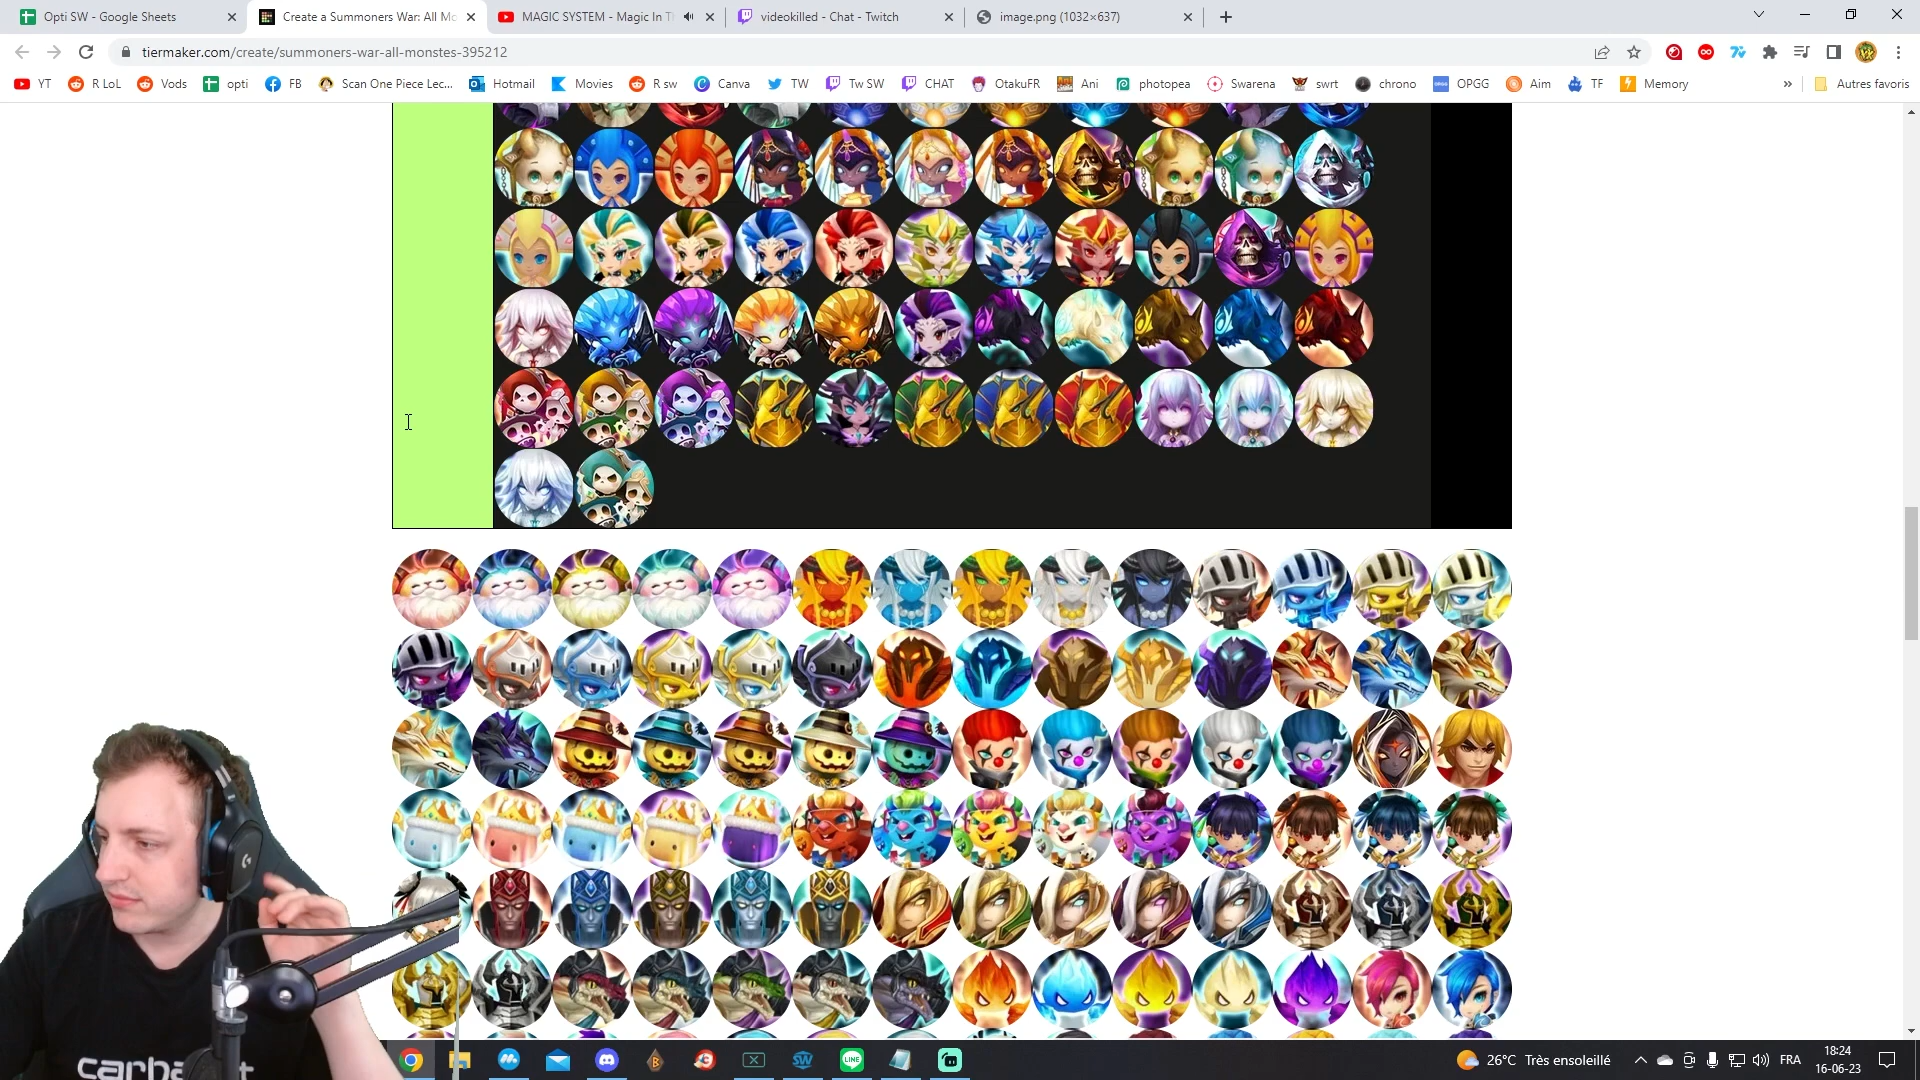 Opti SW - Google Sheets
Create a Summoners War: All Mo
MAGIC SYSTEM - Magic In T
videokilled - Chat - Twitch
image.png (1032×637)
tiermaker.com/create/summoners-war-all-monstes-395212
YT
R LoL
Vods
opti
FB
Scan One Piece Lec...
Hotmail
Movies
R sw
Canva
TW
Tw SW
CHAT
OtakuFR
Ani
photopea
Swarena
swrt
chrono
OPGG
Aim
TF
Memory
»
Autres favoris
26°C Très ensoleillé
FRA
18:24
16-06-23